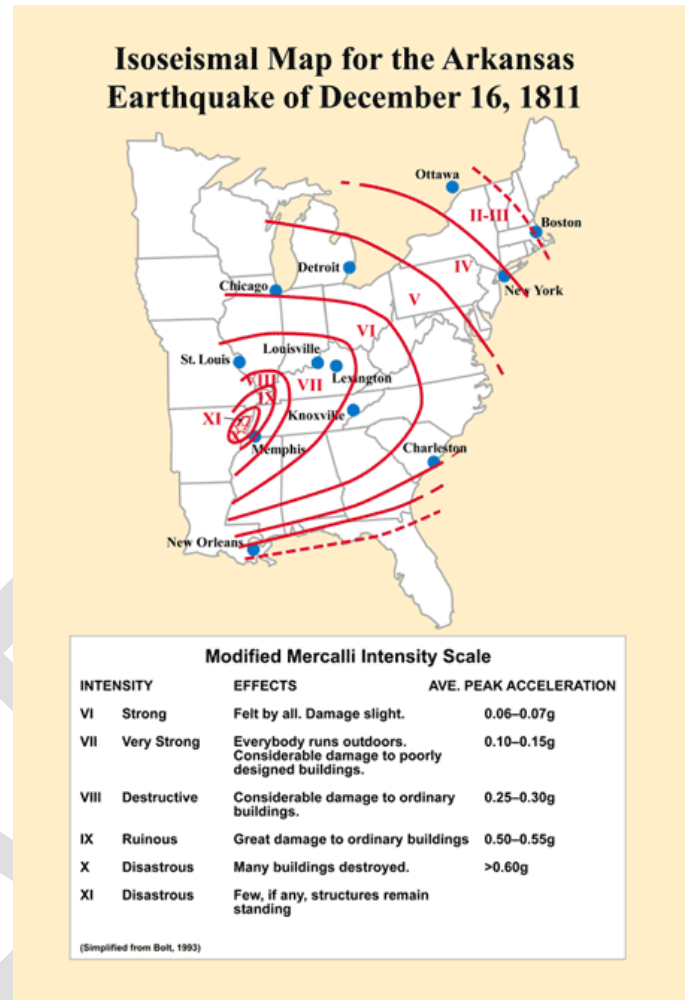 Isoseismal Map for the Arkansas
Earthquake of December 16, 1811
Ottawa
II-III
Boston
Detroit
IV
New York
Chicago
V
VI
St. Louis
Louisville
Lexington
VIII
VII
IX
XI
Knoxville
Memphis
Charleston
New Orleans
Modified Mercalli Intensity Scale
INTENSITY EFFECTS AVE. PEAK ACCELERATION
VI Strong Felt by all. Damage slight. 0.06–0.07g
VII Very Strong Everybody runs outdoors. 0.10–0.15g
Considerable damage to poorly
designed buildings.
VIII Destructive Considerable damage to ordinary 0.25–0.30g
buildings.
IX Ruinous Great damage to ordinary buildings 0.50–0.55g
X Disastrous Many buildings destroyed. >0.60g
XI Disastrous Few, if any, structures remain
standing
(Simplified from Bolt, 1993)